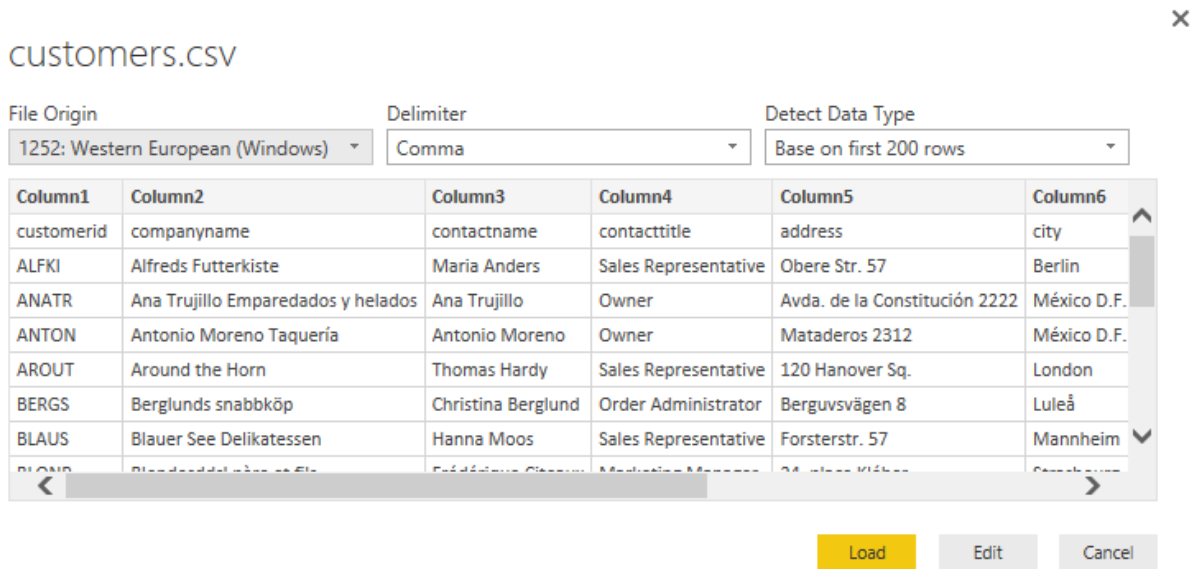 customers.csv
File Origin Delimiter Detect Data Type
1252: Western European (Windows) Comma Base on first 200 rows
Column1 Column2 Column3 Column4 Column5 Column6
customerid companyname contactname contacttitle address city
ALFKI Alfreds Futterkiste Maria Anders Sales Representative Obere Str. 57 Berlin
ANATR Ana Trujillo Emparedados y helados Ana Trujillo Owner Avda. de la Constitución 2222 México D.F.
ANTON Antonio Moreno Taquería Antonio Moreno Owner Mataderos 2312 México D.F.
AROUT Around the Horn Thomas Hardy Sales Representative 120 Hanover Sq. London
BERGS Berglunds snabbköp Christina Berglund Order Administrator Berguvsvägen 8 Luleå
BLAUS Blauer See Delikatessen Hanna Moos Sales Representative Forsterstr. 57 Mannheim
Load Edit Cancel